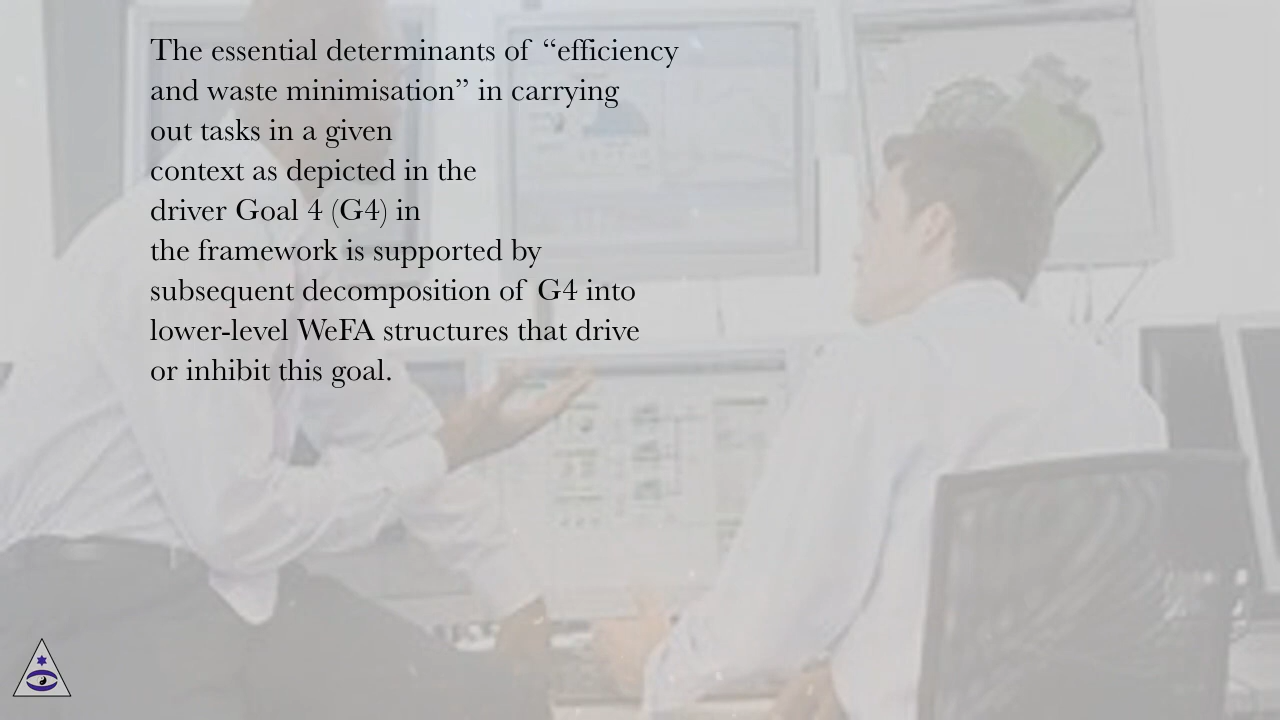 The essential determinants of “efficiency
and waste minimisation” in carrying
out tasks in a given
context as depicted in the
driver Goal 4 (G4) in
the framework is supported by
subsequent decomposition of G4 into
lower-level WeFA structures that drive
or inhibit this goal.